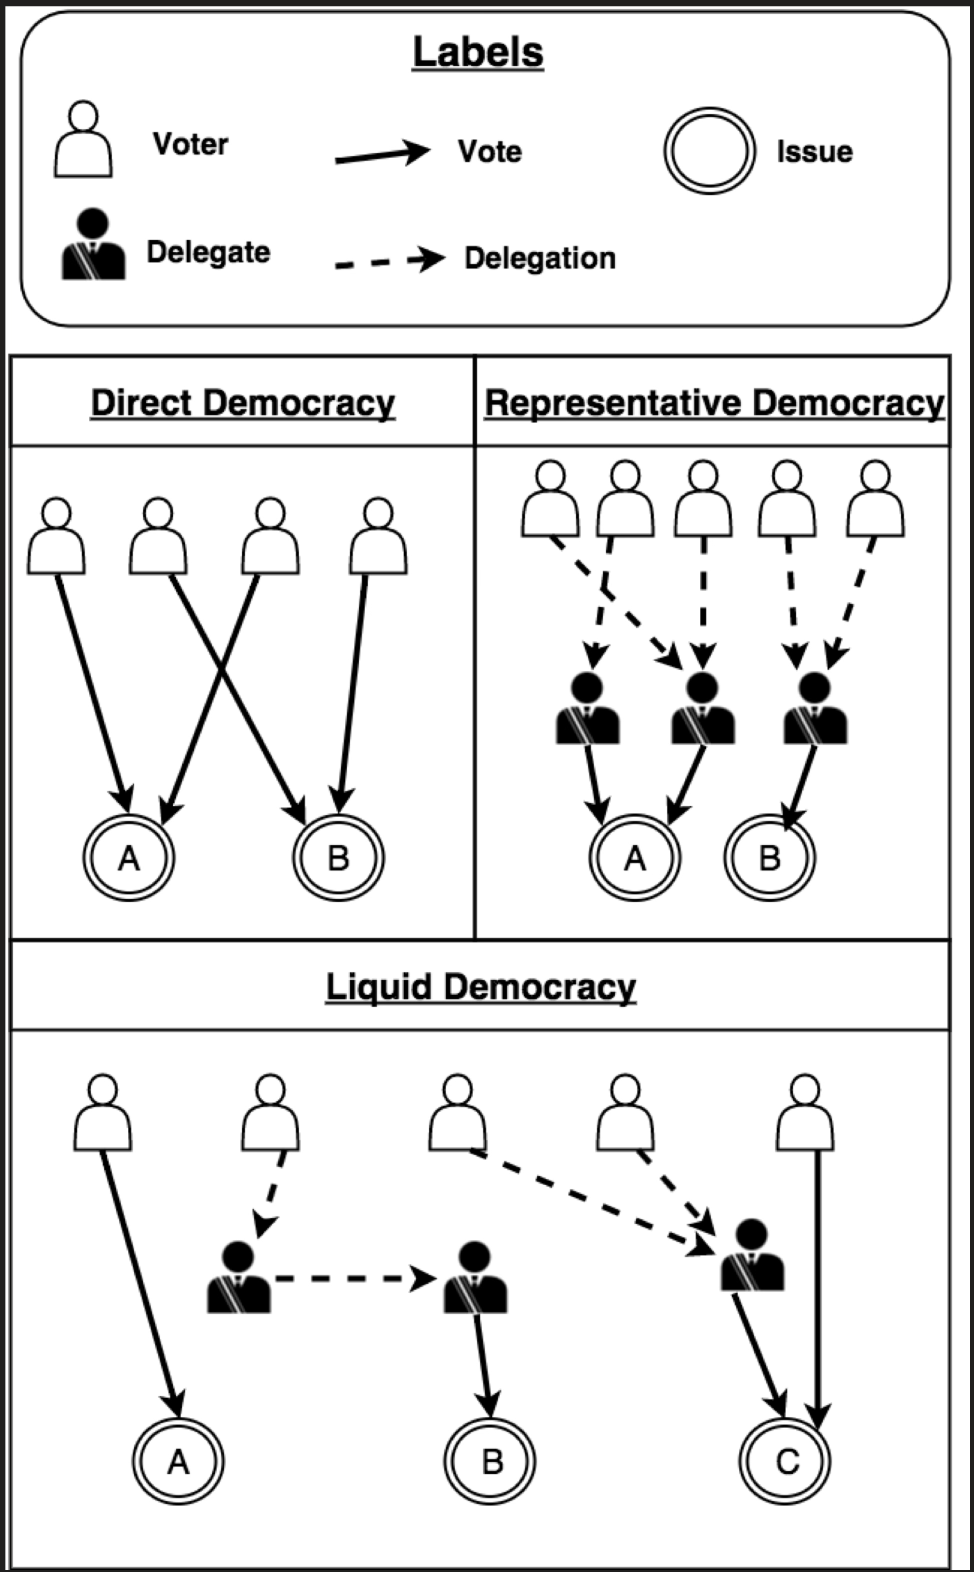 Labels
Voter
Vote
Issue
Delegate
Delegation
Direct Democracy
Representative Democracy
A
B
A
B
Liquid Democracy
A
B
C